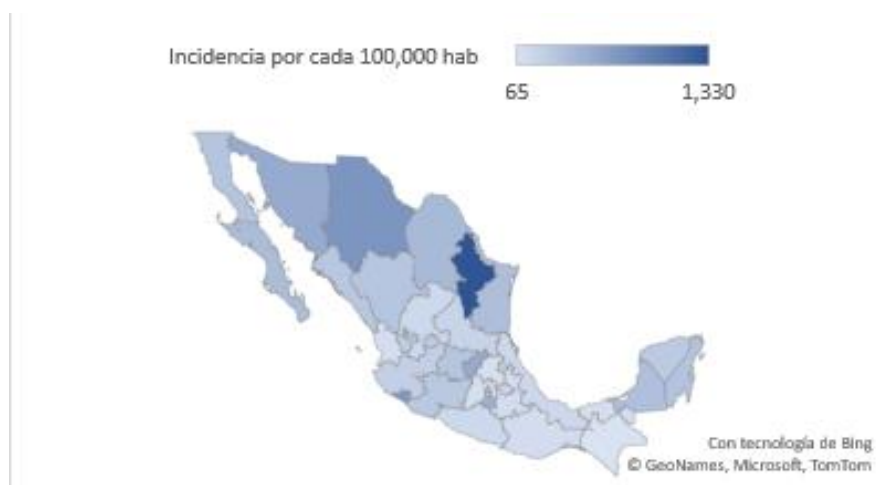 Incidencia por cada 100,000 hab
65 1,330
Con tecnología de Bing
© GeoNames, Microsoft, TomTom